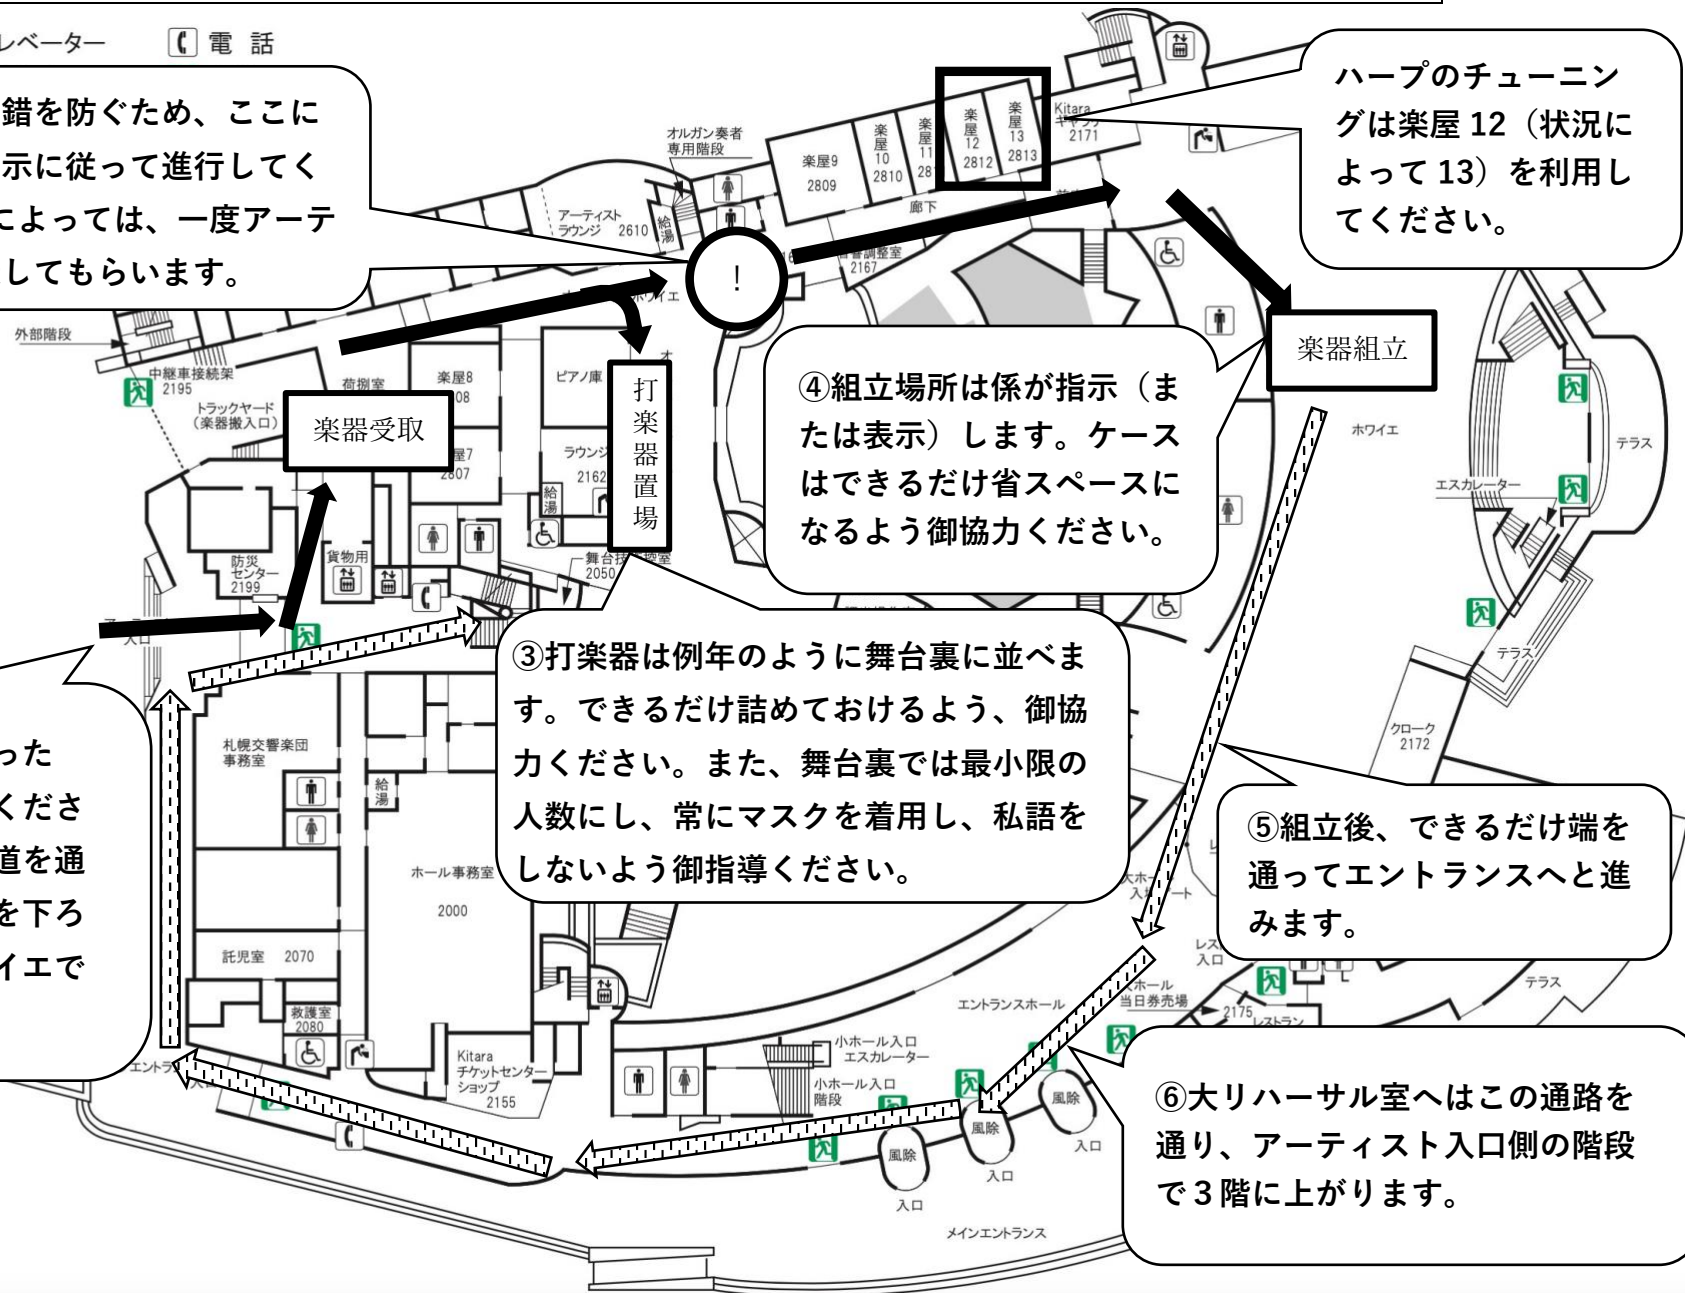 レベーター
電 話
錯を防ぐため、ここに
示に従って進行してく
によっては、一度アーテ
してもらいます。
ハープのチューニン
グは楽屋 12（状況に
よって 13）を利用し
てください。
オルガン奏者
専用階段
楽屋9
2809
楽屋10
2810
楽屋11
281
楽屋12
2812
楽屋13
2813
Kitara
2171
廊下
アーティスト
ラウンジ 2610
給湯
2167
！
ホワイエ
外部階段
中継車接続架
2195
トラックヤード
（楽器搬入口）
荷捌室
楽屋8
08
ピアノ庫
オ
楽器受取
打楽器置場
楽器組立
④組立場所は係が指示（ま
たは表示）します。ケース
はできるだけ省スペースに
なるよう御協力ください。
ホワイエ
テラス
エスカレーター
屋7
2807
ラウンジ
2162
給湯
防災
センター
2199
貨物用
2050
入口
③打楽器は例年のように舞台裏に並べま
す。できるだけ詰めておけるよう、御協
力ください。また、舞台裏では最小限の
人数にし、常にマスクを着用し、私語を
しないよう御指導ください。
テラス
クローク
2172
った
くださ
道を通
を下ろ
イエで
札幌交響楽団
事務室
給湯
ホール事務室
2000
⑤組立後、できるだけ端を
通ってエントランスへと進
みます。
託児室 2070
救護室
2080
エントランスホール
入口
当日券売場
2175
レストラン
テラス
Kitara
チケットセンター
ショップ
2155
小ホール入口
エスカレーター
小ホール入口
階段
風除
風除
風除
入口
入口
入口
メインエントランス
⑥大リハーサル室へはこの通路を
通り、アーティスト入口側の階段
で３階に上がります。